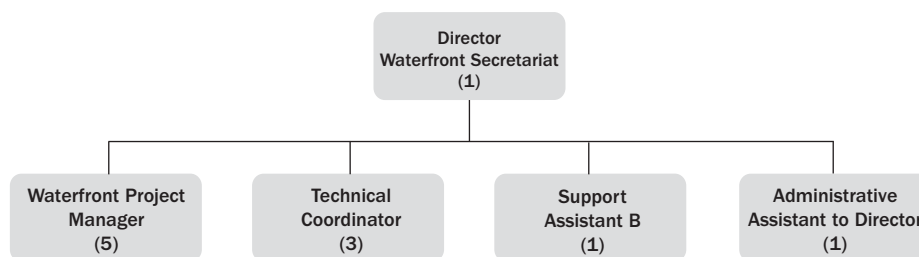 Director
Waterfront Secretariat
(1)
Waterfront Project
Manager
(5)
Technical
Coordinator
(3)
Support
Assistant B
(1)
Administrative
Assistant to Director
(1)